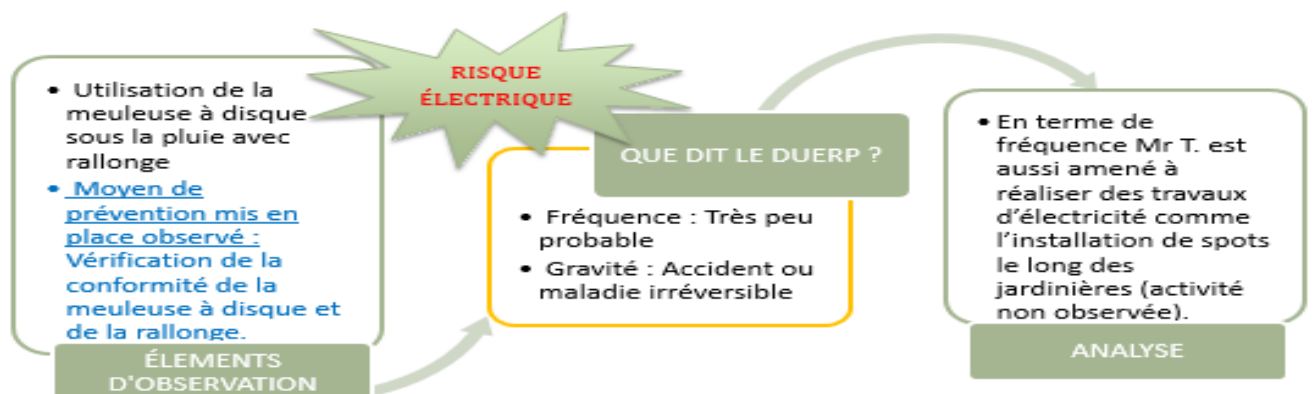 RISQUE
ÉLECTRIQUE
• Utilisation de la
meuleuse à disque
sous la pluie avec
rallonge
• Moyen de
prévention mis en
place observé :
Vérification de la
conformité de la
meuleuse à disque et
de la rallonge.
ÉLEMENTS
D'OBSERVATION
QUE DIT LE DUERP ?
• Fréquence : Très peu
probable
• Gravité : Accident ou
maladie irréversible
• En terme de
fréquence Mr T. est
aussi amené à
réaliser des travaux
d'électricité comme
l'installation de spots
le long des
jardinières (activité
non observée).
ANALYSE